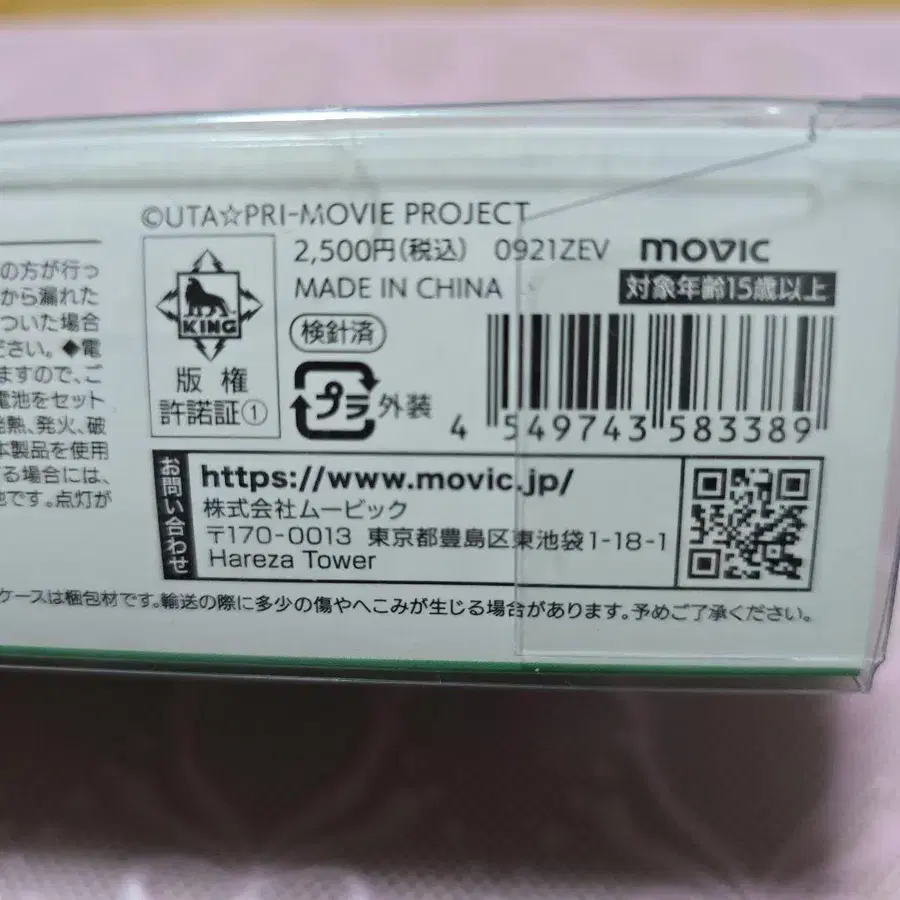 ©UTA☆PRI-MOVIE PROJECT
2,500円(税込) 0921ZEV movic
MADE IN CHINA 対象年齢15歳以上
KING
版権
許諾証①
検針済
プラ 外装
4 549743 583389
の方が行っ
から漏れた
ついた場合
ださい。◆電
ますので、ご
電池をセット
発熱、発火、破
本製品を使用
する場合には、
池です。点灯が
お問い合わせ
https://www.movic.jp/
株式会社ムービック
〒170-0013 東京都豊島区東池袋1-18-1
Hareza Tower
ケースは梱包材です。輸送の際に多少の傷やへこみが生じる場合があります。予めご了承ください。